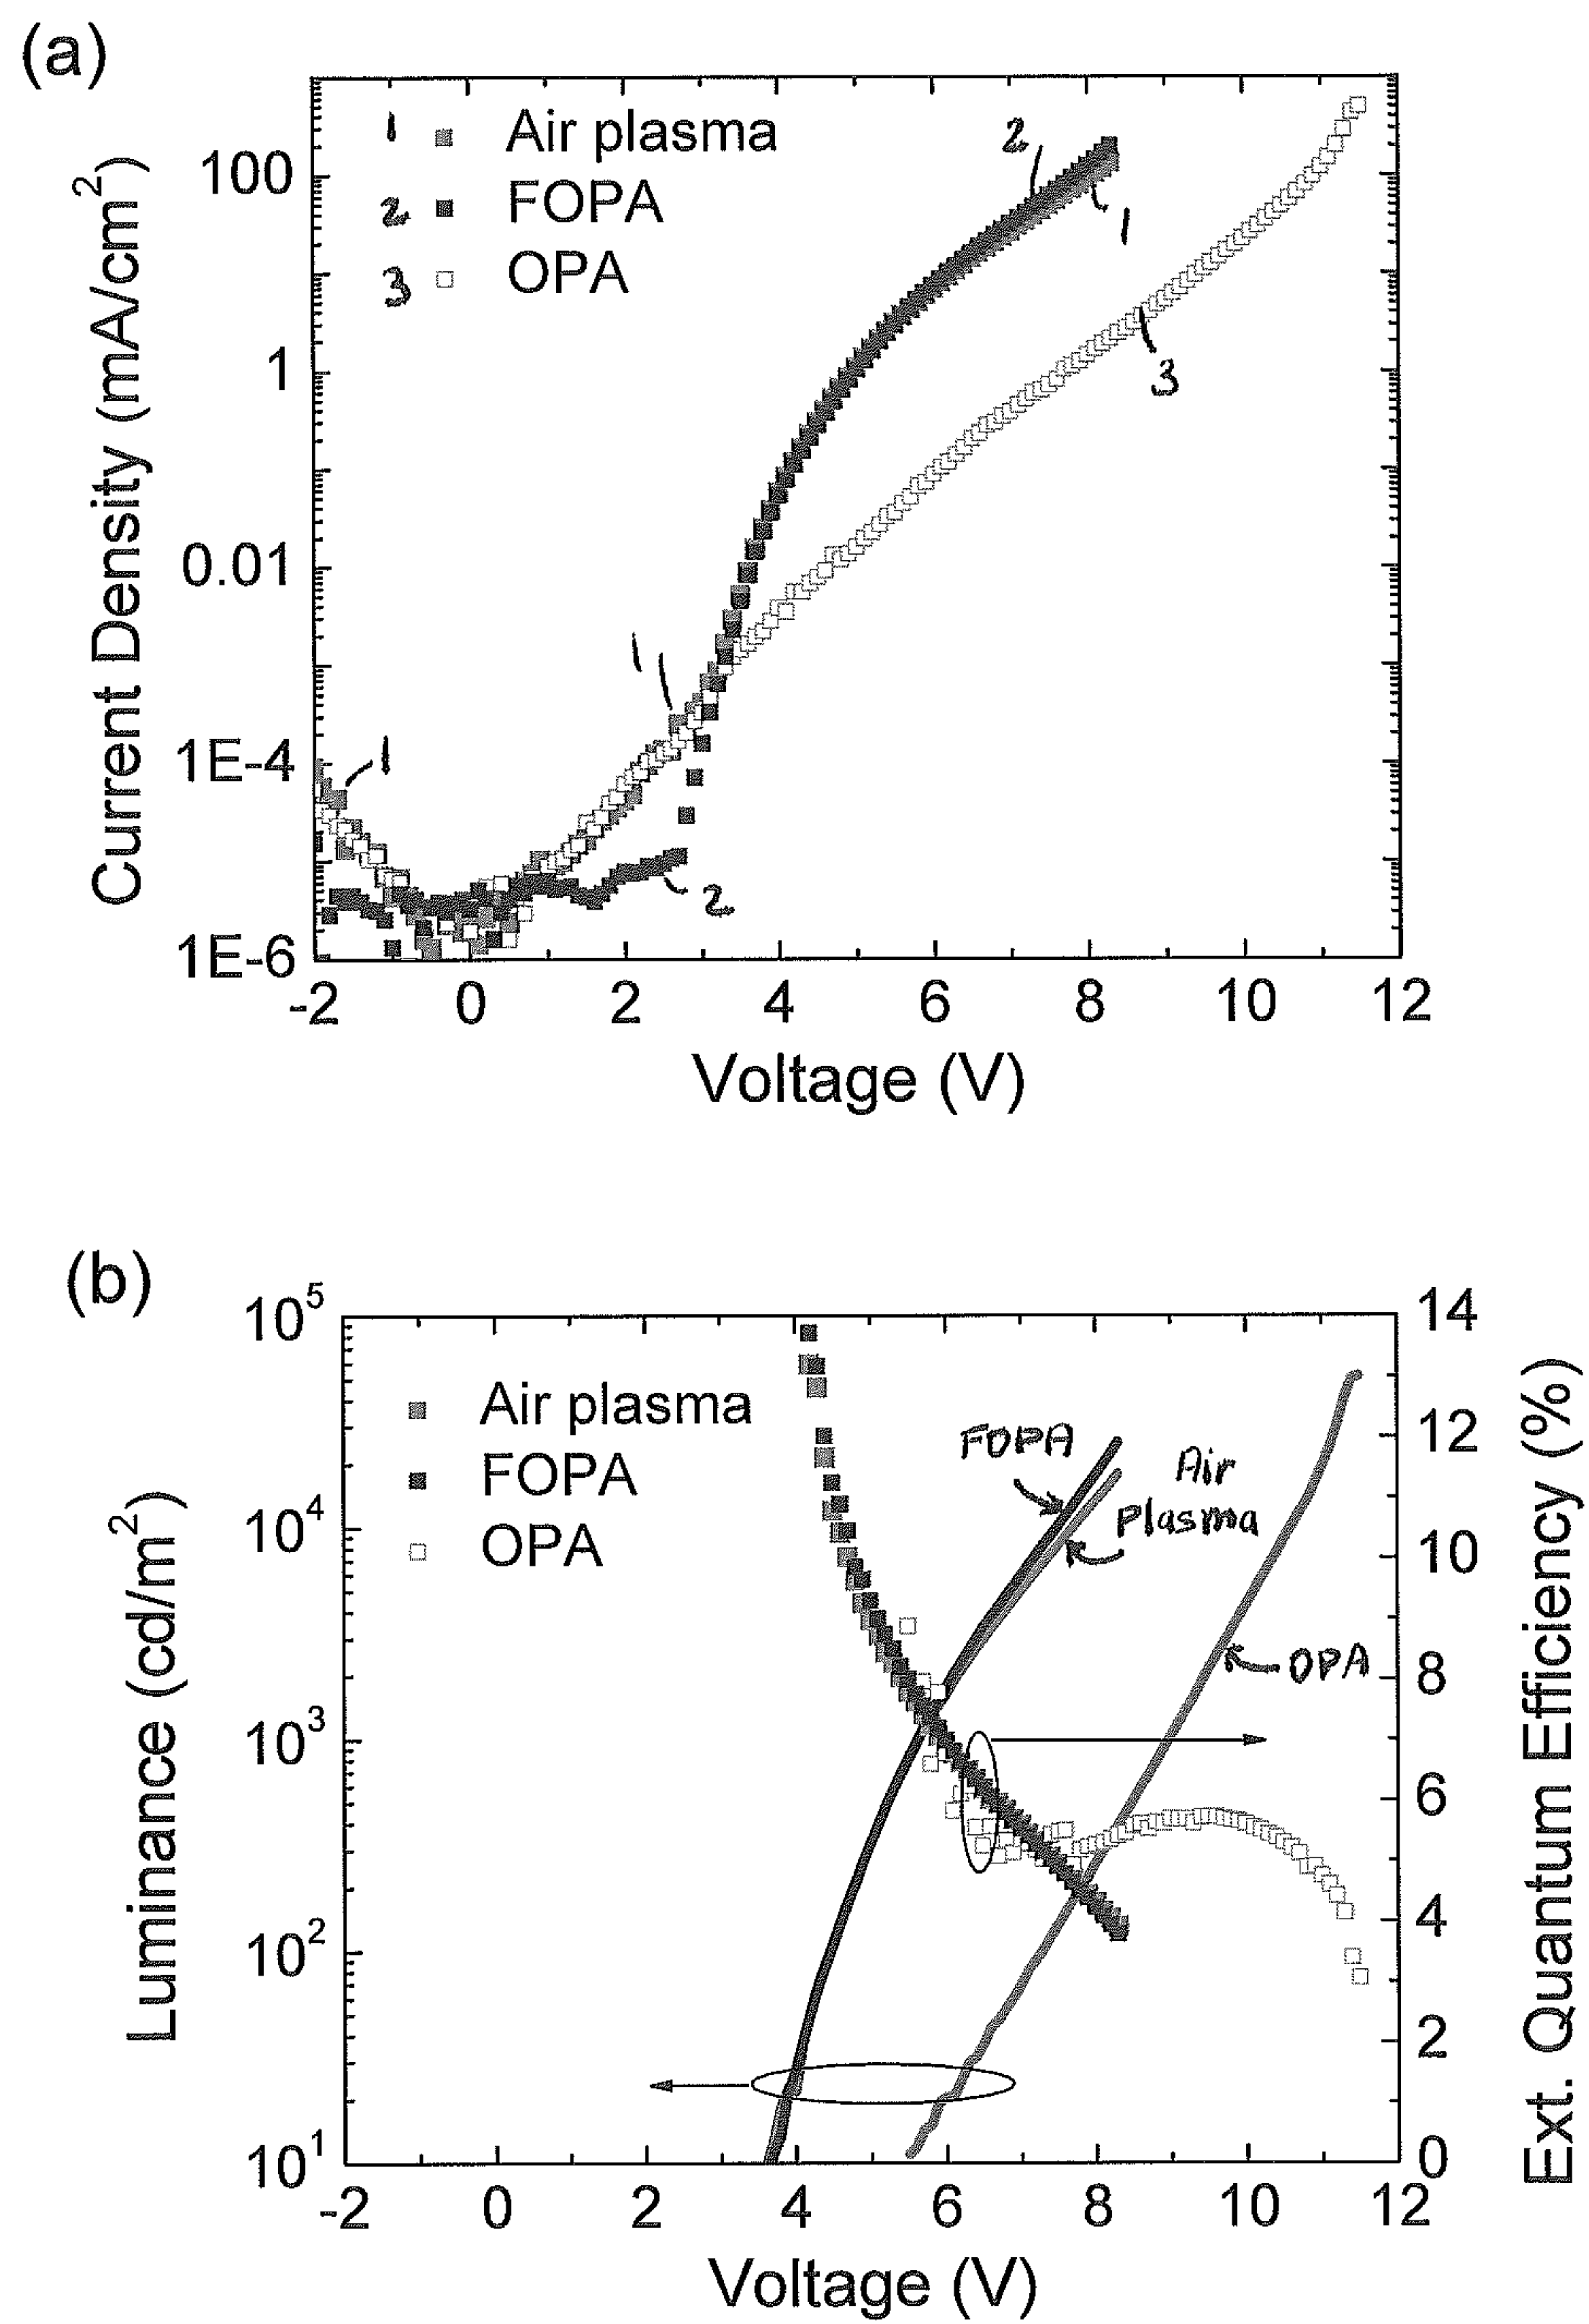 (a)
1 Air plasma
2 FOPA
3 OPA
2
1
3
1
1
2
100
1
0.01
1E-4
1E-6
Current Density (mA/cm²)
-2 0 2 4 6 8 10 12
Voltage (V)
(b)
Air plasma
FOPA
OPA
FOPA
Air
Plasma
OPA
10⁵
10⁴
10³
10²
10¹
Luminance (cd/m²)
14
12
10
8
6
4
2
0
Ext. Quantum Efficiency (%)
-2 0 2 4 6 8 10 12
Voltage (V)